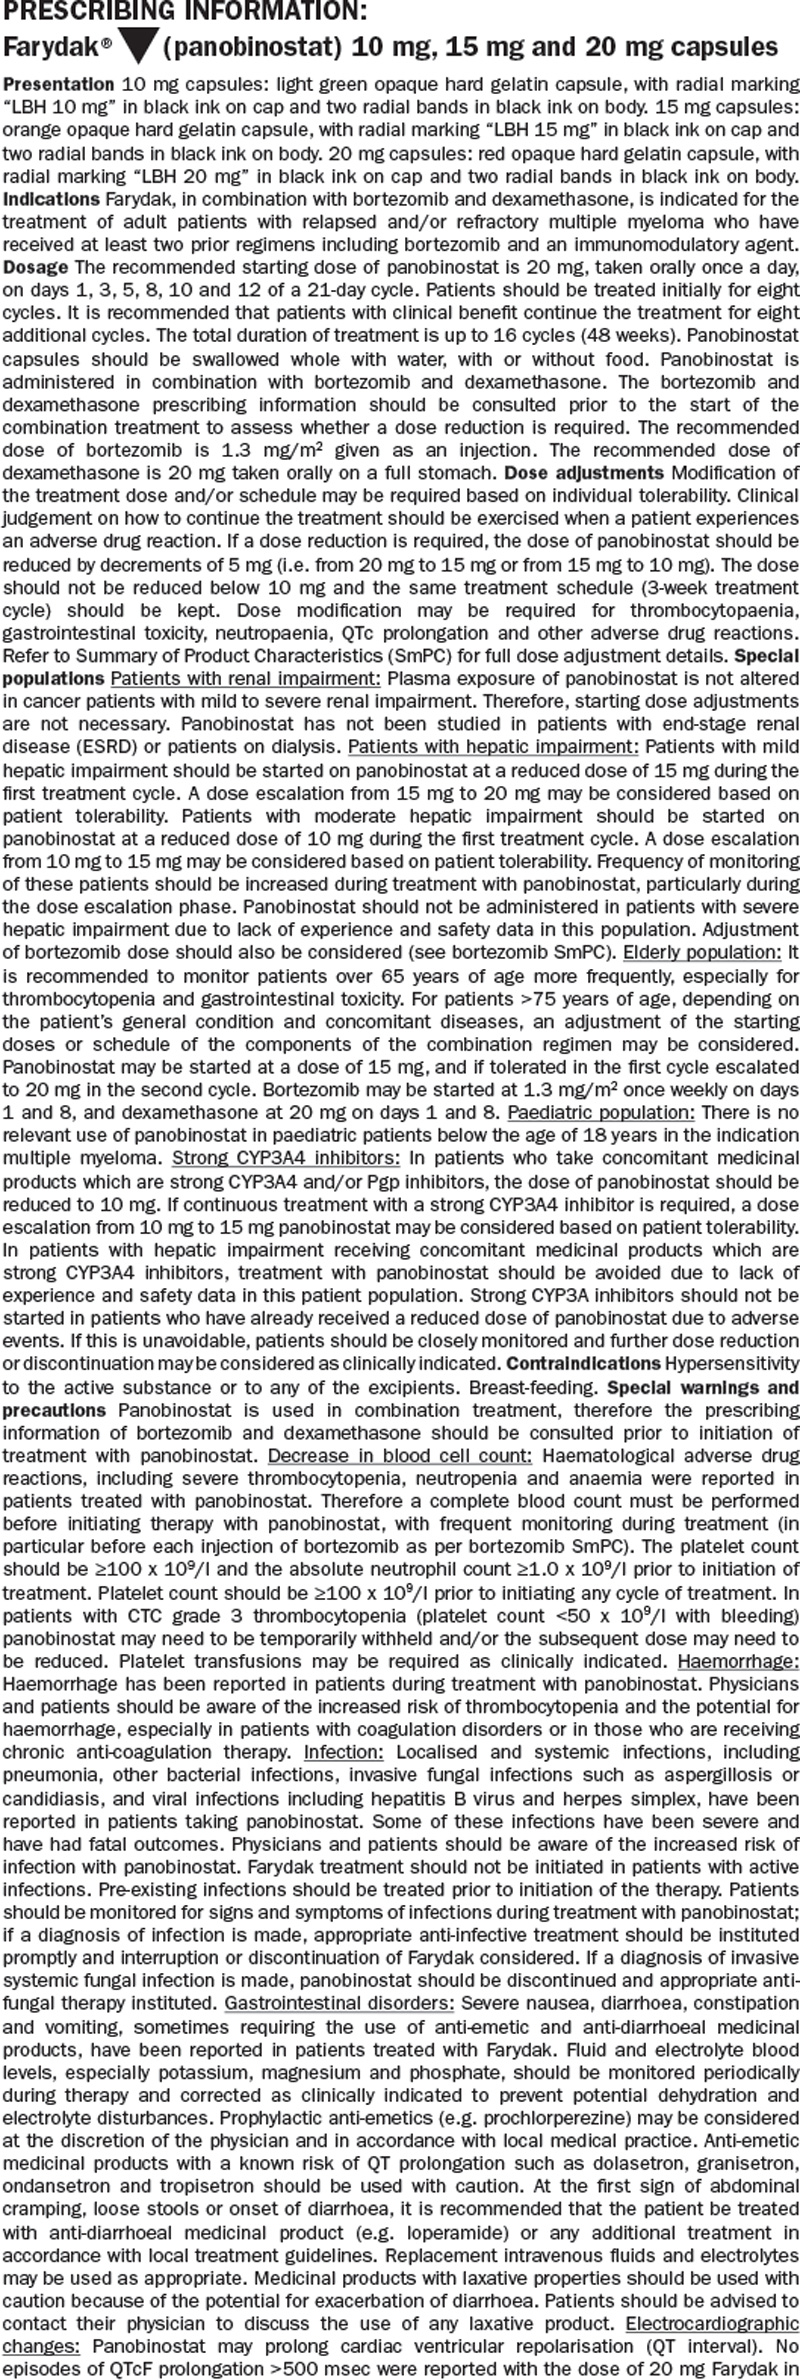 PRESCRIBING INFORMATION:
Farydak® ▼ (panobinostat) 10 mg, 15 mg and 20 mg capsules
Presentation 10 mg capsules: light green opaque hard gelatin capsule, with radial marking
“LBH 10 mg” in black ink on cap and two radial bands in black ink on body. 15 mg capsules:
orange opaque hard gelatin capsule, with radial marking “LBH 15 mg” in black ink on cap and
two radial bands in black ink on body. 20 mg capsules: red opaque hard gelatin capsule, with
radial marking “LBH 20 mg” in black ink on cap and two radial bands in black ink on body.
Indications Farydak, in combination with bortezomib and dexamethasone, is indicated for the
treatment of adult patients with relapsed and/or refractory multiple myeloma who have
received at least two prior regimens including bortezomib and an immunomodulatory agent.
Dosage The recommended starting dose of panobinostat is 20 mg, taken orally once a day,
on days 1, 3, 5, 8, 10 and 12 of a 21-day cycle. Patients should be treated initially for eight
cycles. It is recommended that patients with clinical benefit continue the treatment for eight
additional cycles. The total duration of treatment is up to 16 cycles (48 weeks). Panobinostat
capsules should be swallowed whole with water, with or without food. Panobinostat is
administered in combination with bortezomib and dexamethasone. The bortezomib and
dexamethasone prescribing information should be consulted prior to the start of the
combination treatment to assess whether a dose reduction is required. The recommended
dose of bortezomib is 1.3 mg/m² given as an injection. The recommended dose of
dexamethasone is 20 mg taken orally on a full stomach. Dose adjustments Modification of
the treatment dose and/or schedule may be required based on individual tolerability. Clinical
judgement on how to continue the treatment should be exercised when a patient experiences
an adverse drug reaction. If a dose reduction is required, the dose of panobinostat should be
reduced by decrements of 5 mg (i.e. from 20 mg to 15 mg or from 15 mg to 10 mg). The dose
should not be reduced below 10 mg and the same treatment schedule (3-week treatment
cycle) should be kept. Dose modification may be required for thrombocytopaenia,
gastrointestinal toxicity, neutropaenia, QTc prolongation and other adverse drug reactions.
Refer to Summary of Product Characteristics (SmPC) for full dose adjustment details. Special
populations Patients with renal impairment: Plasma exposure of panobinostat is not altered
in cancer patients with mild to severe renal impairment. Therefore, starting dose adjustments
are not necessary. Panobinostat has not been studied in patients with end-stage renal
disease (ESRD) or patients on dialysis. Patients with hepatic impairment: Patients with mild
hepatic impairment should be started on panobinostat at a reduced dose of 15 mg during the
first treatment cycle. A dose escalation from 15 mg to 20 mg may be considered based on
patient tolerability. Patients with moderate hepatic impairment should be started on
panobinostat at a reduced dose of 10 mg during the first treatment cycle. A dose escalation
from 10 mg to 15 mg may be considered based on patient tolerability. Frequency of monitoring
of these patients should be increased during treatment with panobinostat, particularly during
the dose escalation phase. Panobinostat should not be administered in patients with severe
hepatic impairment due to lack of experience and safety data in this population. Adjustment
of bortezomib dose should also be considered (see bortezomib SmPC). Elderly population: It
is recommended to monitor patients over 65 years of age more frequently, especially for
thrombocytopenia and gastrointestinal toxicity. For patients >75 years of age, depending on
the patient’s general condition and concomitant diseases, an adjustment of the starting
doses or schedule of the components of the combination regimen may be considered.
Panobinostat may be started at a dose of 15 mg, and if tolerated in the first cycle escalated
to 20 mg in the second cycle. Bortezomib may be started at 1.3 mg/m² once weekly on days
1 and 8, and dexamethasone at 20 mg on days 1 and 8. Paediatric population: There is no
relevant use of panobinostat in paediatric patients below the age of 18 years in the indication
multiple myeloma. Strong CYP3A4 inhibitors: In patients who take concomitant medicinal
products which are strong CYP3A4 and/or Pgp inhibitors, the dose of panobinostat should be
reduced to 10 mg. If continuous treatment with a strong CYP3A4 inhibitor is required, a dose
escalation from 10 mg to 15 mg panobinostat may be considered based on patient tolerability.
In patients with hepatic impairment receiving concomitant medicinal products which are
strong CYP3A4 inhibitors, treatment with panobinostat should be avoided due to lack of
experience and safety data in this patient population. Strong CYP3A inhibitors should not be
started in patients who have already received a reduced dose of panobinostat due to adverse
events. If this is unavoidable, patients should be closely monitored and further dose reduction
or discontinuation may be considered as clinically indicated. Contraindications Hypersensitivity
to the active substance or to any of the excipients. Breast-feeding. Special warnings and
precautions Panobinostat is used in combination treatment, therefore the prescribing
information of bortezomib and dexamethasone should be consulted prior to initiation of
treatment with panobinostat. Decrease in blood cell count: Haematological adverse drug
reactions, including severe thrombocytopenia, neutropenia and anaemia were reported in
patients treated with panobinostat. Therefore a complete blood count must be performed
before initiating therapy with panobinostat, with frequent monitoring during treatment (in
particular before each injection of bortezomib as per bortezomib SmPC). The platelet count
should be ≥100 x 10⁹/l and the absolute neutrophil count ≥1.0 x 10⁹/l prior to initiation of
treatment. Platelet count should be ≥100 x 10⁹/l prior to initiating any cycle of treatment. In
patients with CTC grade 3 thrombocytopenia (platelet count <50 x 10⁹/l with bleeding)
panobinostat may need to be temporarily withheld and/or the subsequent dose may need to
be reduced. Platelet transfusions may be required as clinically indicated. Haemorrhage:
Haemorrhage has been reported in patients during treatment with panobinostat. Physicians
and patients should be aware of the increased risk of thrombocytopenia and the potential for
haemorrhage, especially in patients with coagulation disorders or in those who are receiving
chronic anti-coagulation therapy. Infection: Localised and systemic infections, including
pneumonia, other bacterial infections, invasive fungal infections such as aspergillosis or
candidiasis, and viral infections including hepatitis B virus and herpes simplex, have been
reported in patients taking panobinostat. Some of these infections have been severe and
have had fatal outcomes. Physicians and patients should be aware of the increased risk of
infection with panobinostat. Farydak treatment should not be initiated in patients with active
infections. Pre-existing infections should be treated prior to initiation of the therapy. Patients
should be monitored for signs and symptoms of infections during treatment with panobinostat;
if a diagnosis of infection is made, appropriate anti-infective treatment should be instituted
promptly and interruption or discontinuation of Farydak considered. If a diagnosis of invasive
systemic fungal infection is made, panobinostat should be discontinued and appropriate anti-
fungal therapy instituted. Gastrointestinal disorders: Severe nausea, diarrhoea, constipation
and vomiting, sometimes requiring the use of anti-emetic and anti-diarrhoeal medicinal
products, have been reported in patients treated with Farydak. Fluid and electrolyte blood
levels, especially potassium, magnesium and phosphate, should be monitored periodically
during therapy and corrected as clinically indicated to prevent potential dehydration and
electrolyte disturbances. Prophylactic anti-emetics (e.g. prochlorperezine) may be considered
at the discretion of the physician and in accordance with local medical practice. Anti-emetic
medicinal products with a known risk of QT prolongation such as dolasetron, granisetron,
ondansetron and tropisetron should be used with caution. At the first sign of abdominal
cramping, loose stools or onset of diarrhoea, it is recommended that the patient be treated
with anti-diarrhoeal medicinal product (e.g. loperamide) or any additional treatment in
accordance with local treatment guidelines. Replacement intravenous fluids and electrolytes
may be used as appropriate. Medicinal products with laxative properties should be used with
caution because of the potential for exacerbation of diarrhoea. Patients should be advised to
contact their physician to discuss the use of any laxative product. Electrocardiographic
changes: Panobinostat may prolong cardiac ventricular repolarisation (QT interval). No
episodes of QTcF prolongation >500 msec were reported with the dose of 20 mg Farydak in